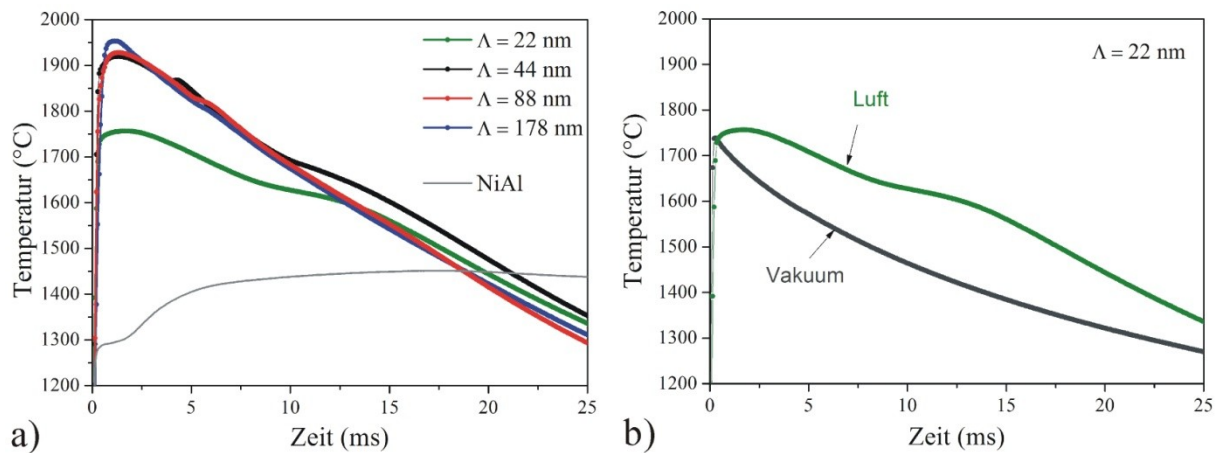 2000
1900
1800
1700
1600
1500
1400
1300
1200
Temperatur (°C)
0
5
10
15
20
25
Zeit (ms)
Λ = 22 nm
Λ = 44 nm
Λ = 88 nm
Λ = 178 nm
NiAl
a)
2000
1900
1800
1700
1600
1500
1400
1300
1200
Temperatur (°C)
0
5
10
15
20
25
Zeit (ms)
Λ = 22 nm
Luft
Vakuum
b)